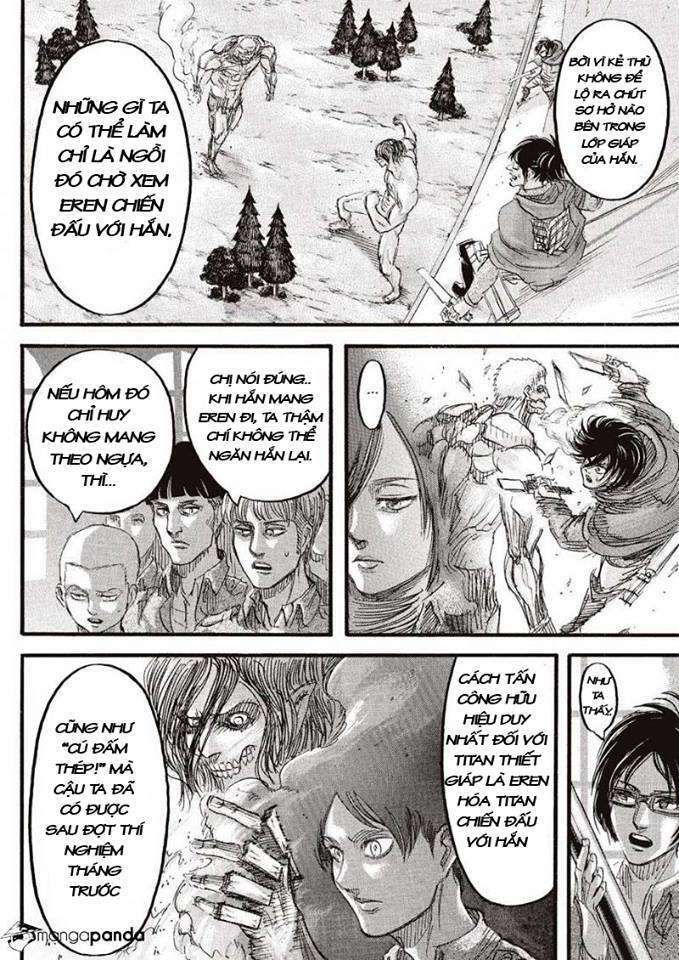 BỞI VÌ KẺ THÙ
KHÔNG ĐỂ
LỘ RA CHÚT
SƠ HỞ NÀO
BÊN TRONG
LỚP GIÁP
CỦA HẮN.
NHỮNG GÌ TA
CÓ THỂ LÀM
CHỈ LÀ NGỒI
ĐÓ CHỜ XEM
EREN CHIẾN
ĐẤU VỚI HẮN.
...
CHỊ NÓI ĐÚNG..
KHI HẮN MANG
EREN ĐI, TA THẬM
CHÍ KHÔNG THỂ
NGĂN HẮN LẠI.
NẾU HÔM ĐÓ
CHỈ HUY
KHÔNG MANG
THEO NGỰA,
THÌ...
NHƯ
TA
THẤY.
CÁCH TẤN
CÔNG HỮU
HIỆU DUY
NHẤT ĐỐI VỚI
TITAN THIẾT
GIÁP LÀ EREN
HÓA TITAN
CHIẾN ĐẤU
VỚI HẮN
CŨNG NHƯ
"CÚ ĐẤM
THÉP!" MÀ
CẬU TA ĐÃ
CÓ ĐƯỢC
SAU ĐỢT THÍ
NGHIỆM
THÁNG
TRƯỚC
mangapanda